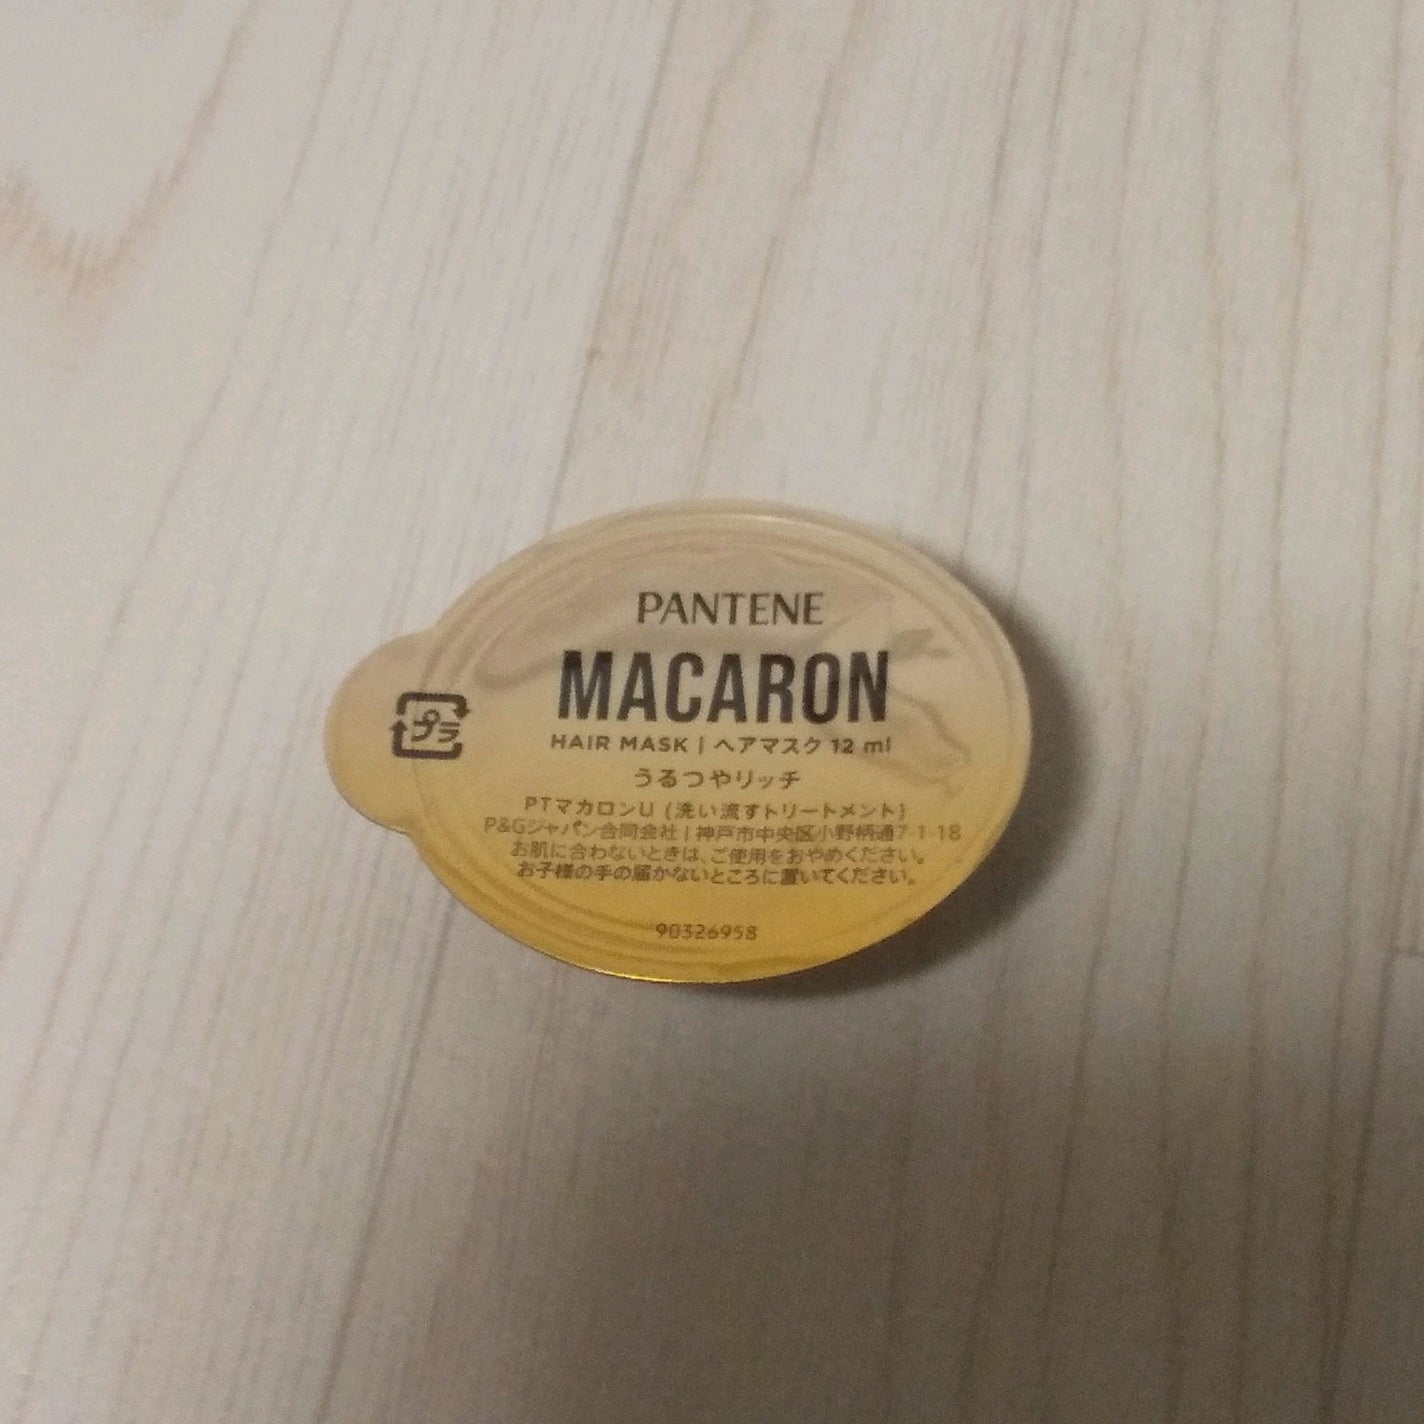 PANTENE
MACARON
HAIR MASK | ヘアマスク 12 ml
プラ
うるつやリッチ
PTマカロンU (洗い流すトリートメント)
P&Gジャパン合同会社 | 神戸市中央区小野柄通7-1-18
お肌に合わないときは、ご使用をおやめください。
お子様の手の届かないところに置いてください。
90326958